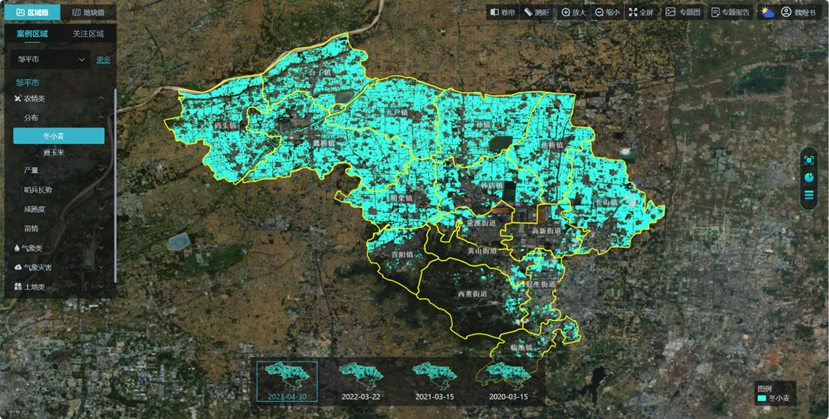 区域级 地块级
卷帘 测距 放大 缩小 全屏 专题图 专题报告
案例区域 关注区域
邹平市 更多
邹平市
农情类
分布
冬小麦
夏玉米
产量
哨兵长势
成熟度
苗情
气象类
气象灾害
土地类
台子镇
码头镇
九户镇
孙镇
魏桥镇
焦桥镇
韩店镇
明集镇
长山镇
黛溪街道
高新街道
青阳镇
黄山街道
好生街道
西董街道
临池镇
2023-04-30 2022-03-22 2021-03-15 2020-03-15
图例
冬小麦